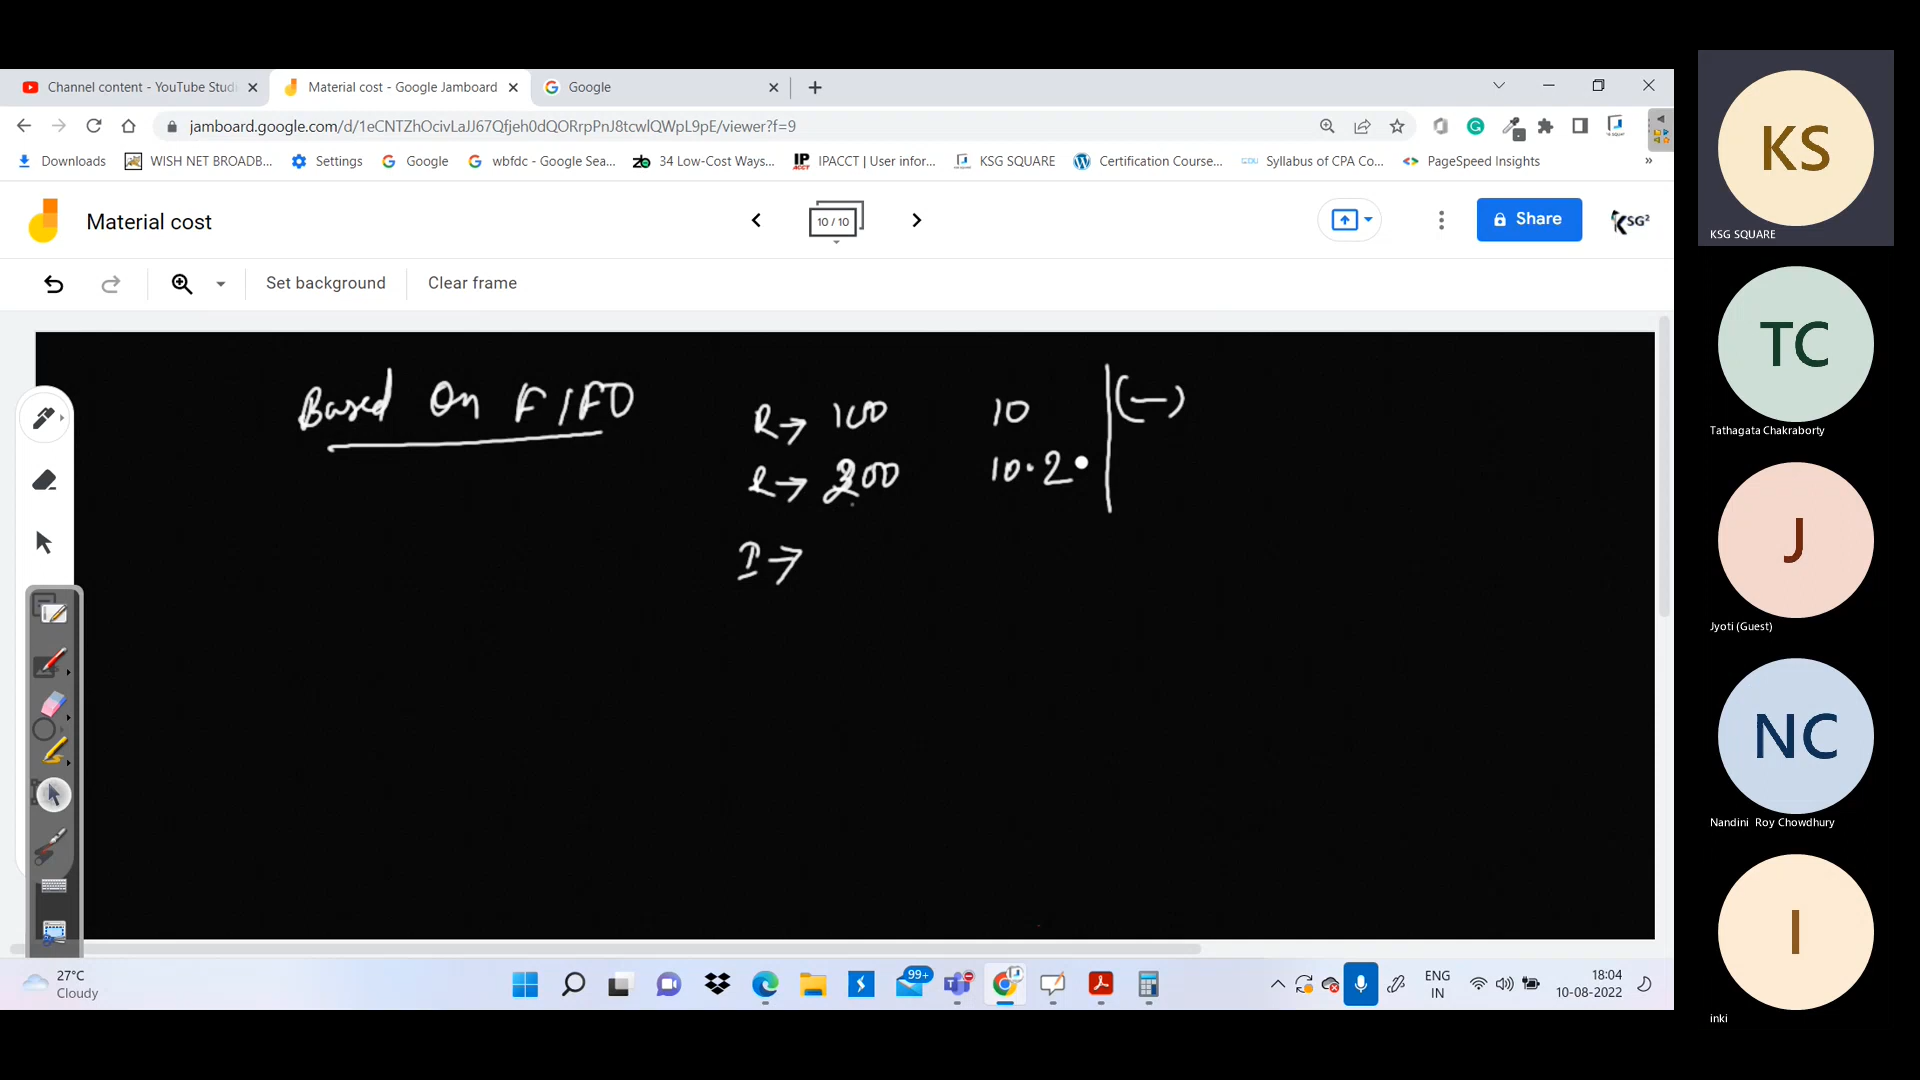 Channel content - YouTube Studi
Material cost - Google Jamboard
Google
jamboard.google.com/d/1eCNTZhOcivLaJJ67Qfjeh0dQORrpPnJ8tcwlQWpL9pE/viewer?f=9
Downloads
WISH NET BROADB...
Settings
Google
wbfdc - Google Sea...
34 Low-Cost Ways...
IPACCT | User infor...
KSG SQUARE
Certification Course...
Syllabus of CPA Co...
PageSpeed Insights
»
Material cost
10 / 10
Share
KSG²
Set background
Clear frame
Based On FIFO
R → 100 10 (—)
R → 200 10.2
I →
KS
KSG SQUARE
TC
Tathagata Chakraborty
J
Jyoti (Guest)
NC
Nandini Roy Chowdhury
I
inki
27°C
Cloudy
99+
ENG
IN
18:04
10-08-2022